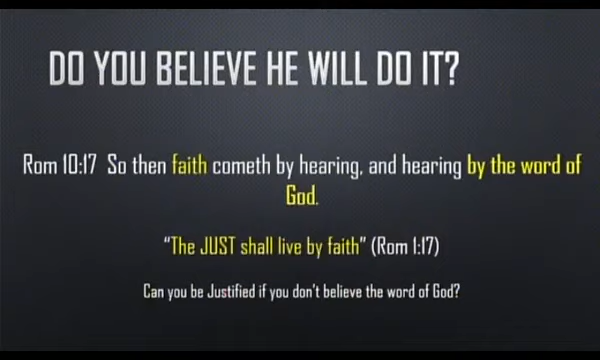 DO YOU BELIEVE HE WILL DO IT?
Rom 10:17 So then faith cometh by hearing, and hearing by the word of
God.
“The JUST shall live by faith” (Rom 1:17)
Can you be Justified if you don't believe the word of God?